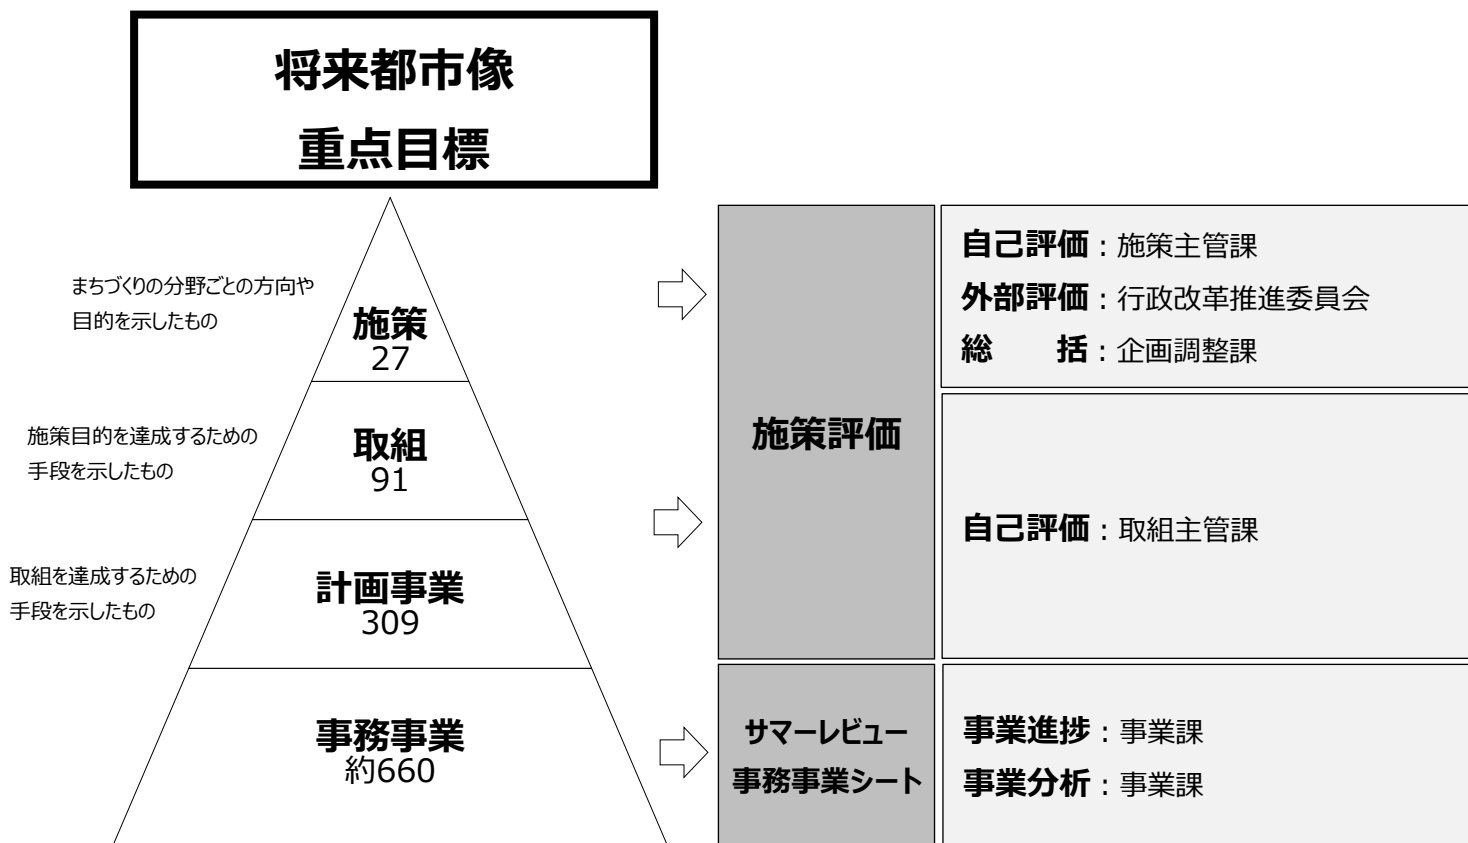 将来都市像
重点目標
まちづくりの分野ごとの方向や
目的を示したもの
施策
27
施策目的を達成するための
手段を示したもの
取組
91
取組を達成するための
手段を示したもの
計画事業
309
事務事業
約660
施策評価
自己評価：施策主管課
外部評価：行政改革推進委員会
総　　括：企画調整課
自己評価：取組主管課
サマーレビュー
事務事業シート
事業進捗：事業課
事業分析：事業課